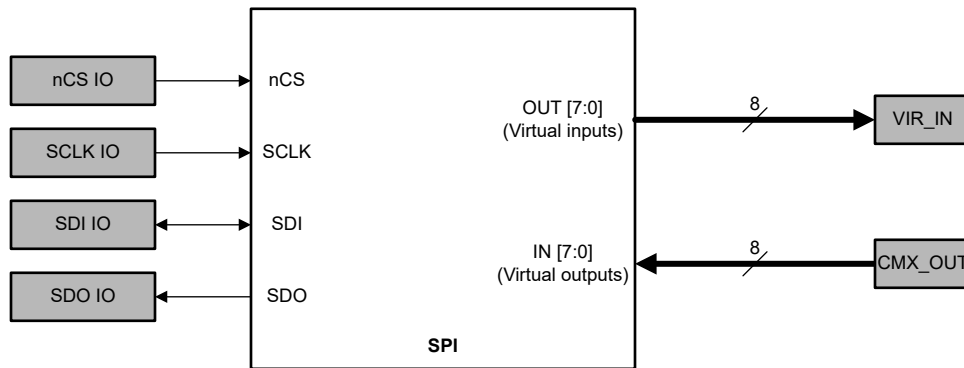 nCS IO
nCS
SCLK IO
SCLK
SDI IO
SDI
SDO IO
SDO
OUT [7:0]
(Virtual inputs)
8
VIR_IN
IN [7:0]
(Virtual outputs)
8
CMX_OUT
SPI